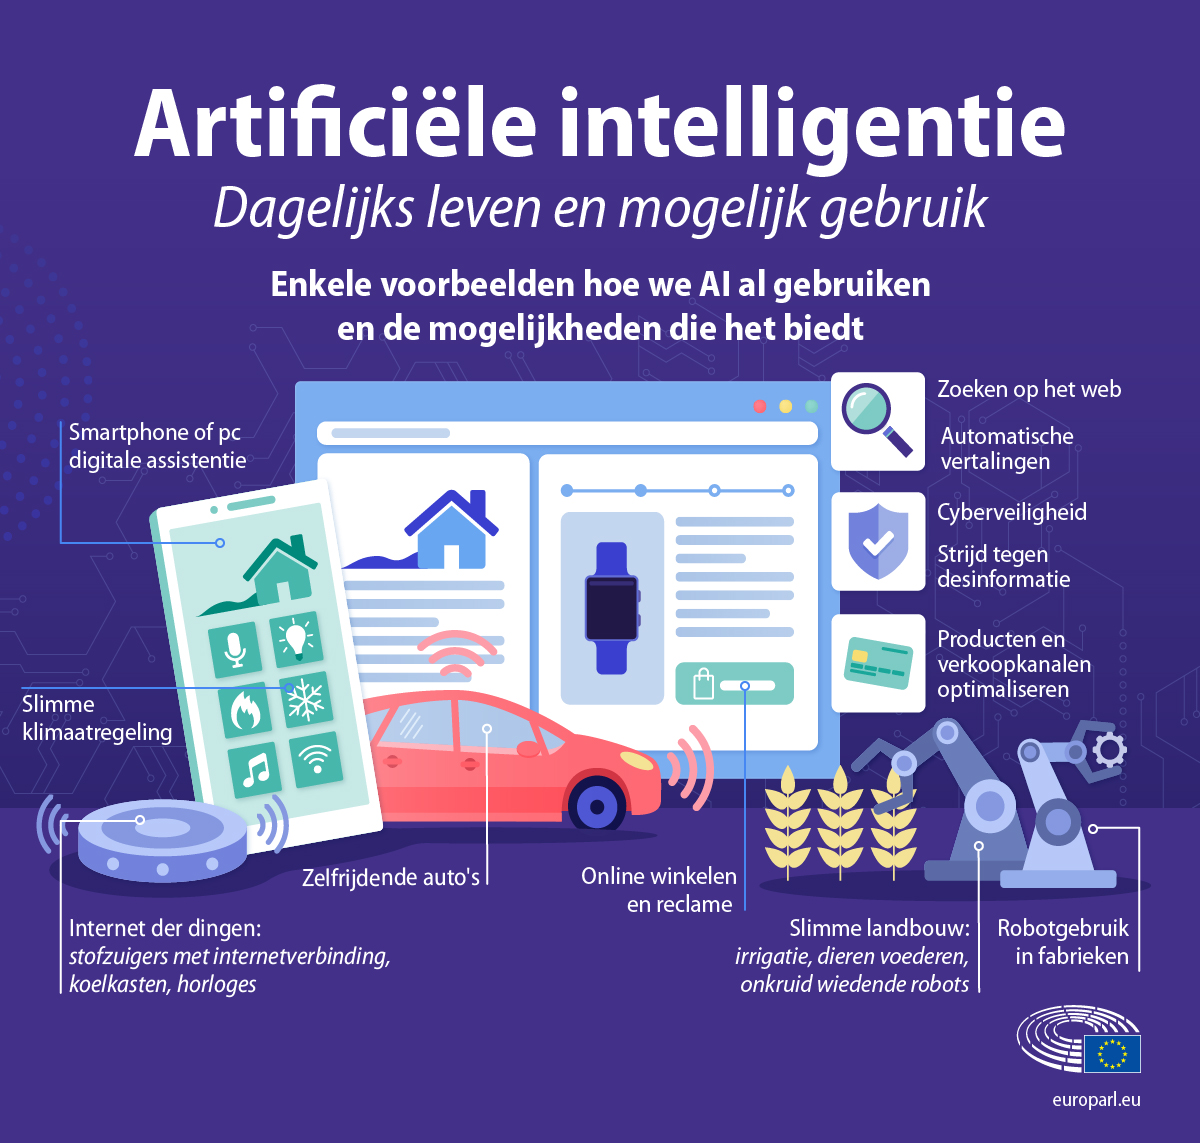 Artificiële intelligentie
Dagelijks leven en mogelijk gebruik
Enkele voorbeelden hoe we AI al gebruiken
en de mogelijkheden die het biedt
Smartphone of pc
digitale assistentie
Zoeken op het web
Automatische
vertalingen
Cyberveiligheid
Strijd tegen
desinformatie
Producten en
verkoopkanalen
optimaliseren
Slimme
klimaatregeling
Zelfrijdende auto's
Online winkelen
en reclame
Internet der dingen:
stofzuigers met internetverbinding,
koelkasten, horloges
Slimme landbouw:
irrigatie, dieren voederen,
onkruid wiedende robots
Robotgebruik
in fabrieken
europarl.eu